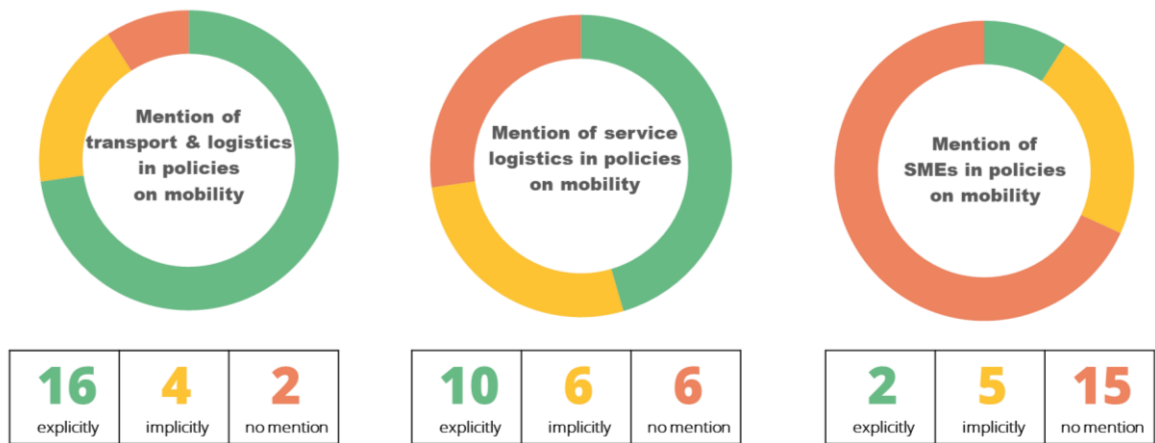 Mention of
transport & logistics
in policies
on mobility
Mention of service
logistics in policies
on mobility
Mention of
SMEs in policies
on mobility
16 4 2
explicitly implicitly no mention
10 6 6
explicitly implicitly no mention
2 5 15
explicitly implicitly no mention